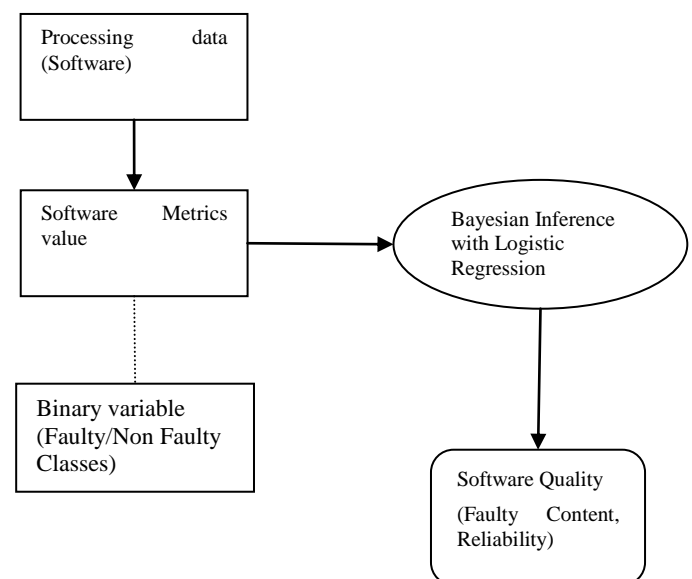 Processing data
(Software)
Software Metrics
value
Bayesian Inference
with Logistic
Regression
Binary variable
(Faulty/Non Faulty
Classes)
Software Quality
(Faulty Content,
Reliability)